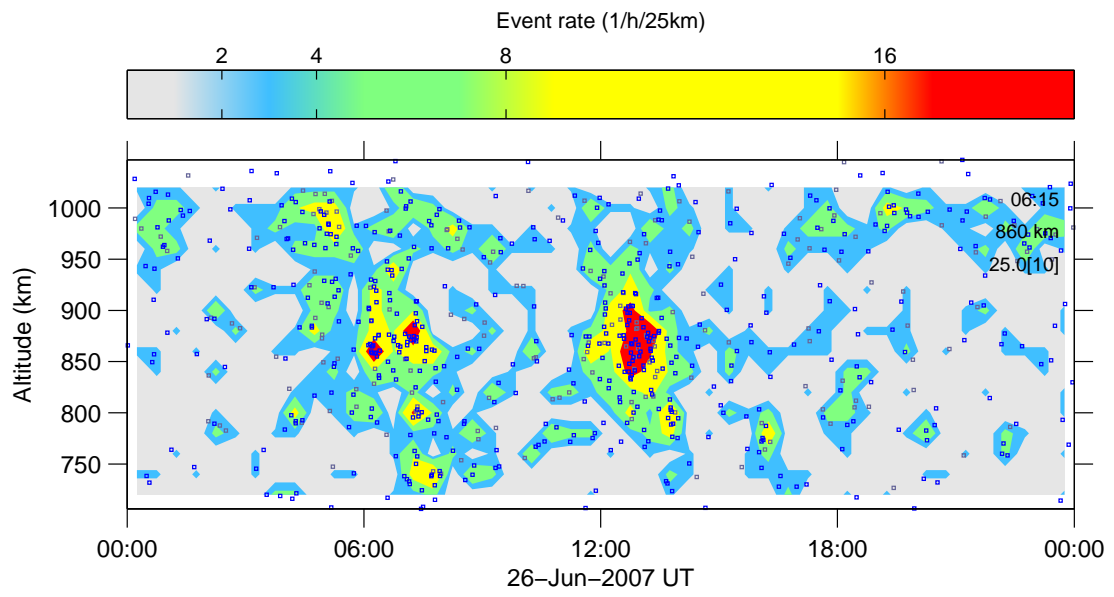 Event rate (1/h/25km)
2 4 8 16
Altitude (km)
1000
950
900
850
800
750
06:15
860 km
25.0[10]
00:00 06:00 12:00 18:00 00:00
26−Jun−2007 UT